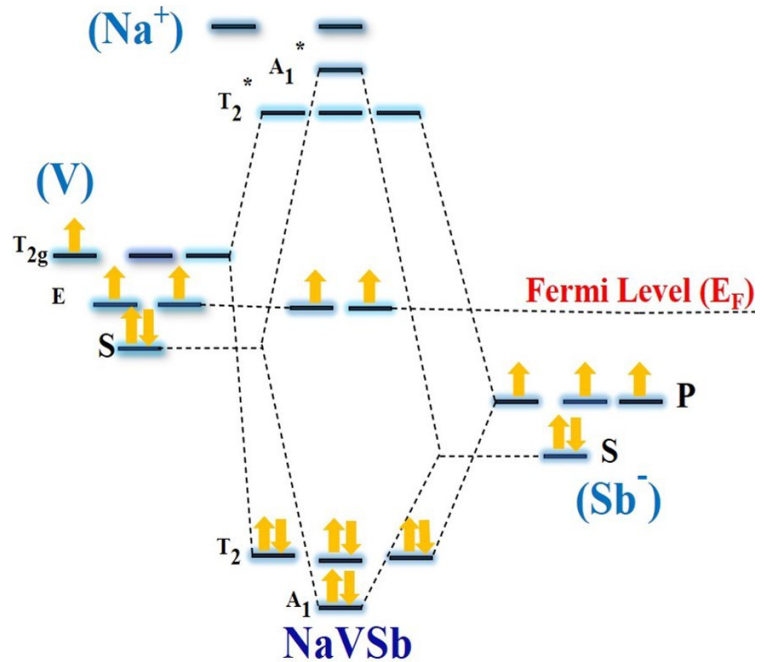 (Na+)
A1*
T2*
(V)
T2g
E
Fermi Level (EF)
S
P
S
(Sb-)
T2
A1
NaVSb